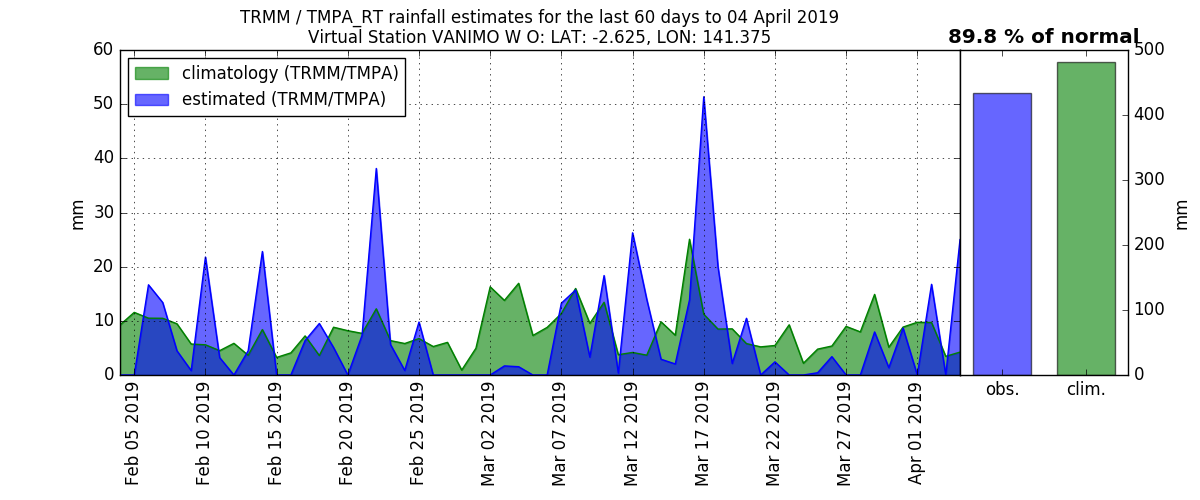 TRMM / TMPA_RT rainfall estimates for the last 60 days to 04 April 2019
Virtual Station VANIMO W O: LAT: -2.625, LON: 141.375
89.8 % of normal
climatology (TRMM/TMPA)
estimated (TRMM/TMPA)
60
50
40
30
20
10
0
mm
500
400
300
200
100
0
mm
Feb 05 2019
Feb 10 2019
Feb 15 2019
Feb 20 2019
Feb 25 2019
Mar 02 2019
Mar 07 2019
Mar 12 2019
Mar 17 2019
Mar 22 2019
Mar 27 2019
Apr 01 2019
obs.
clim.